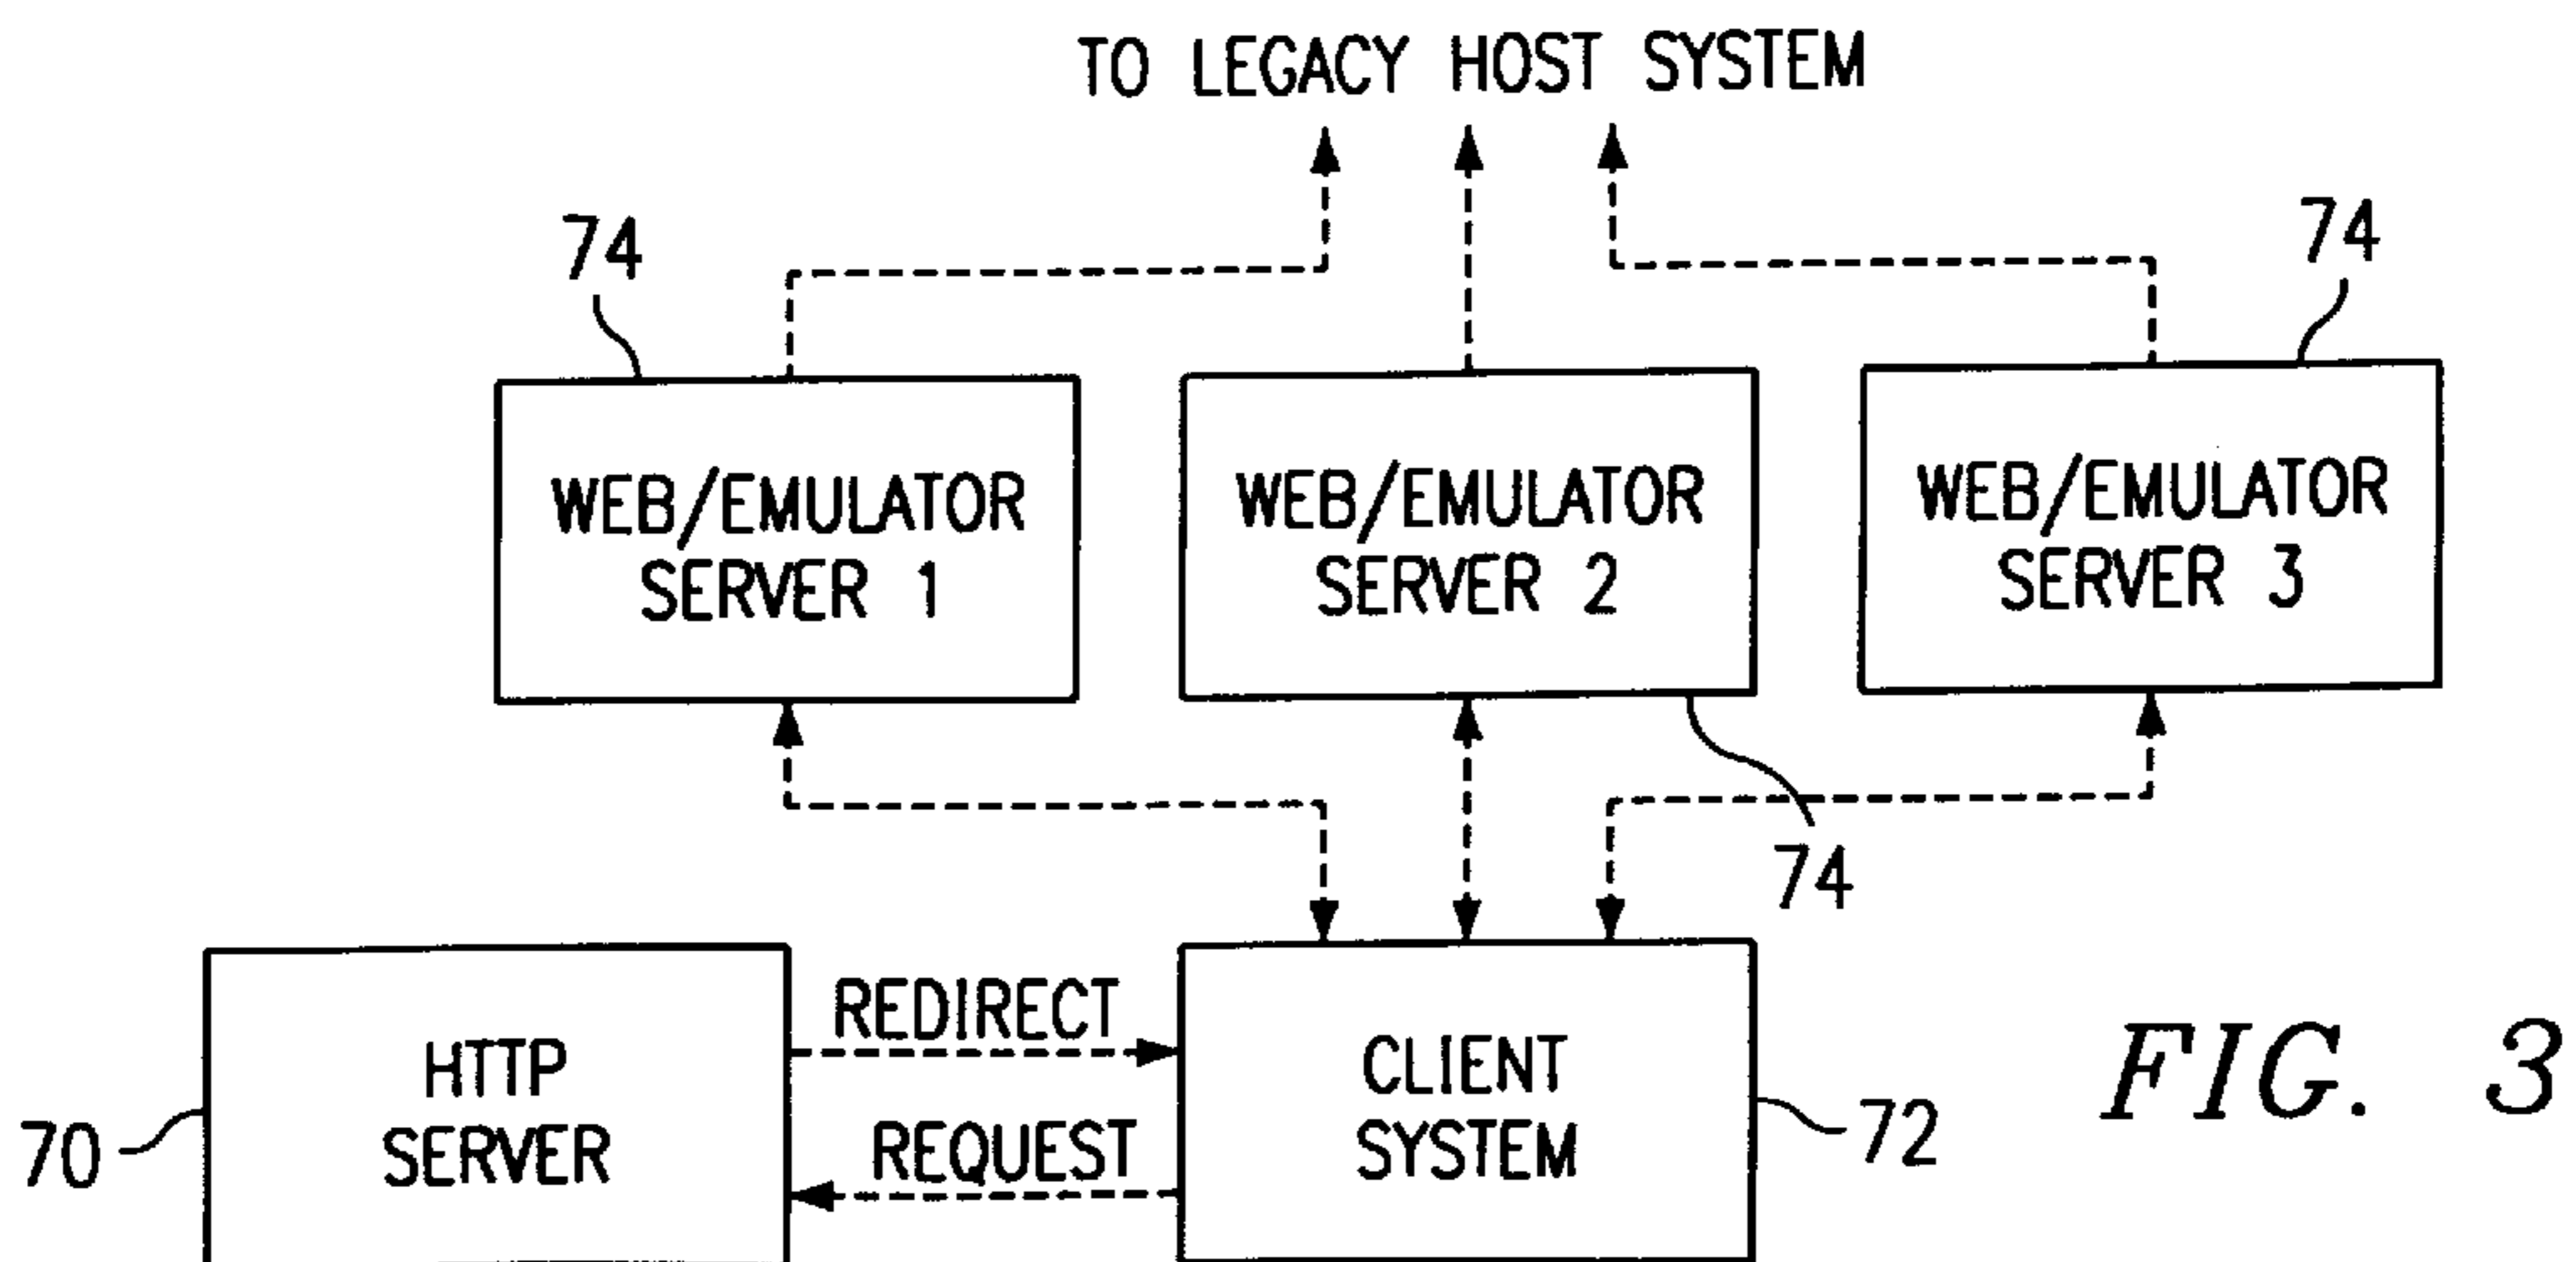 TO LEGACY HOST SYSTEM
74
74
WEB/EMULATOR
SERVER 1
WEB/EMULATOR
SERVER 2
WEB/EMULATOR
SERVER 3
74
HTTP
SERVER
70
REDIRECT
REQUEST
CLIENT
SYSTEM
72
FIG. 3